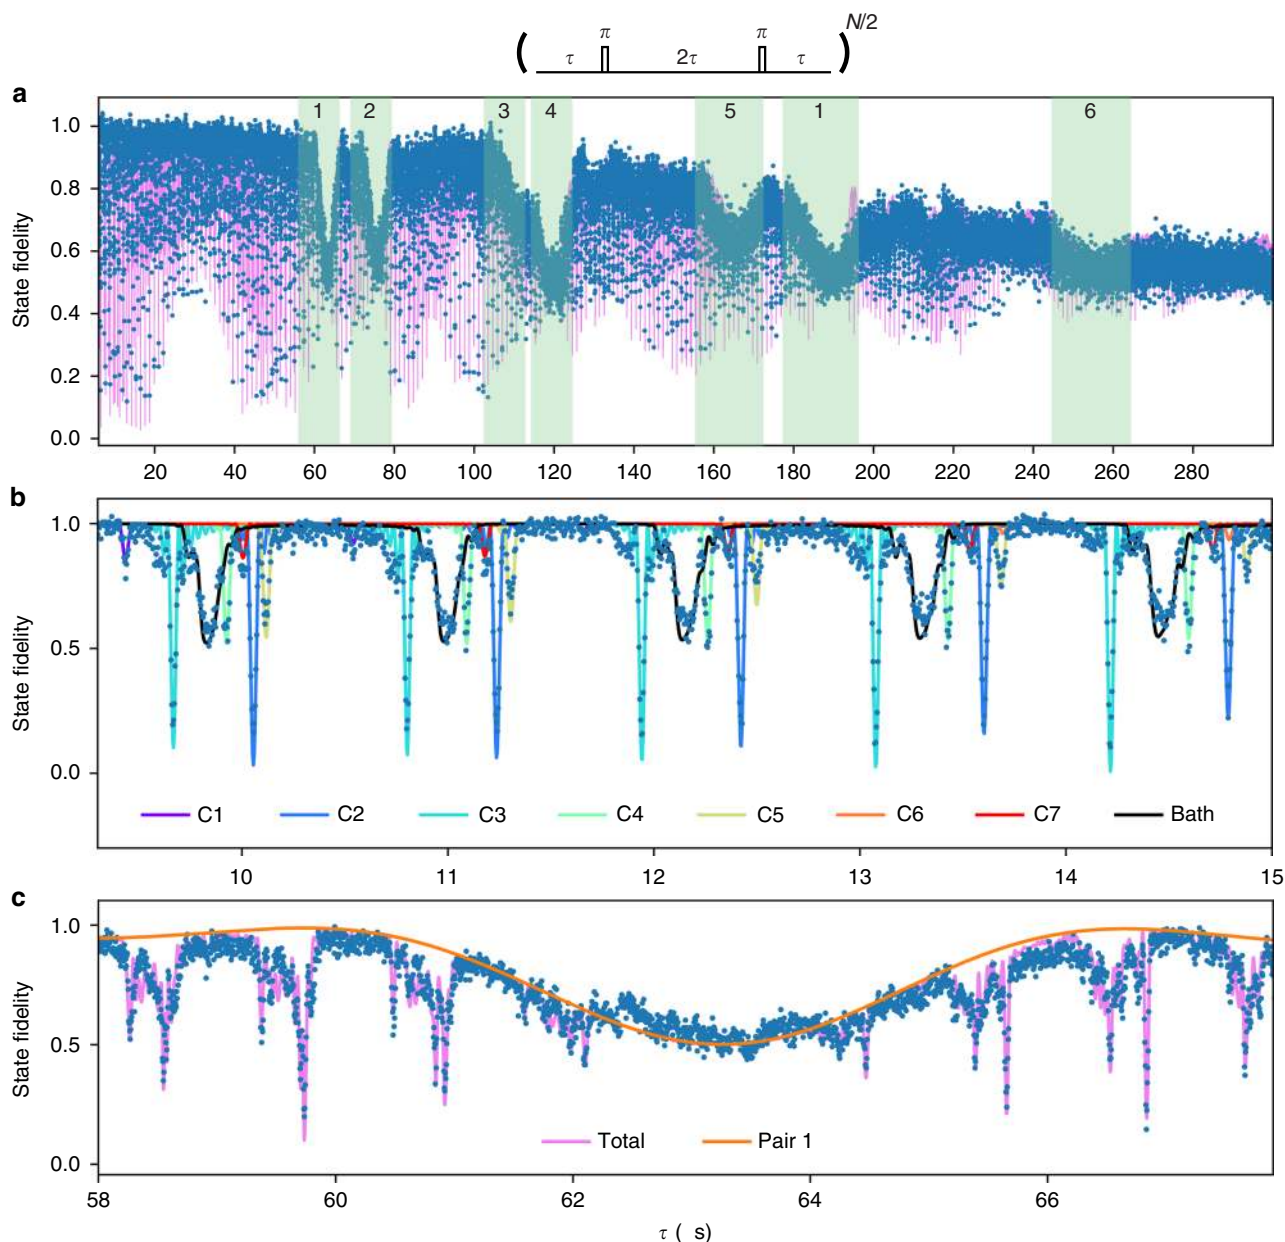 ( τ π 2τ π τ ) N/2
a
1 2 3 4 5 1 6
State fidelity
1.0
0.8
0.6
0.4
0.2
0.0
20 40 60 80 100 120 140 160 180 200 220 240 260 280
b
State fidelity
1.0
0.5
0.0
C1 C2 C3 C4 C5 C6 C7 Bath
10 11 12 13 14 15
c
State fidelity
1.0
0.5
0.0
Total Pair 1
58 60 62 64 66
τ ( s)